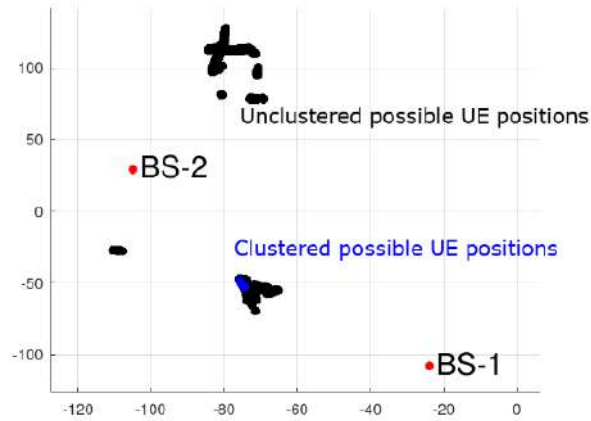 100
50
0
-50
-100
Unclustered possible UE positions
BS-2
Clustered possible UE positions
BS-1
-120 -100 -80 -60 -40 -20 0